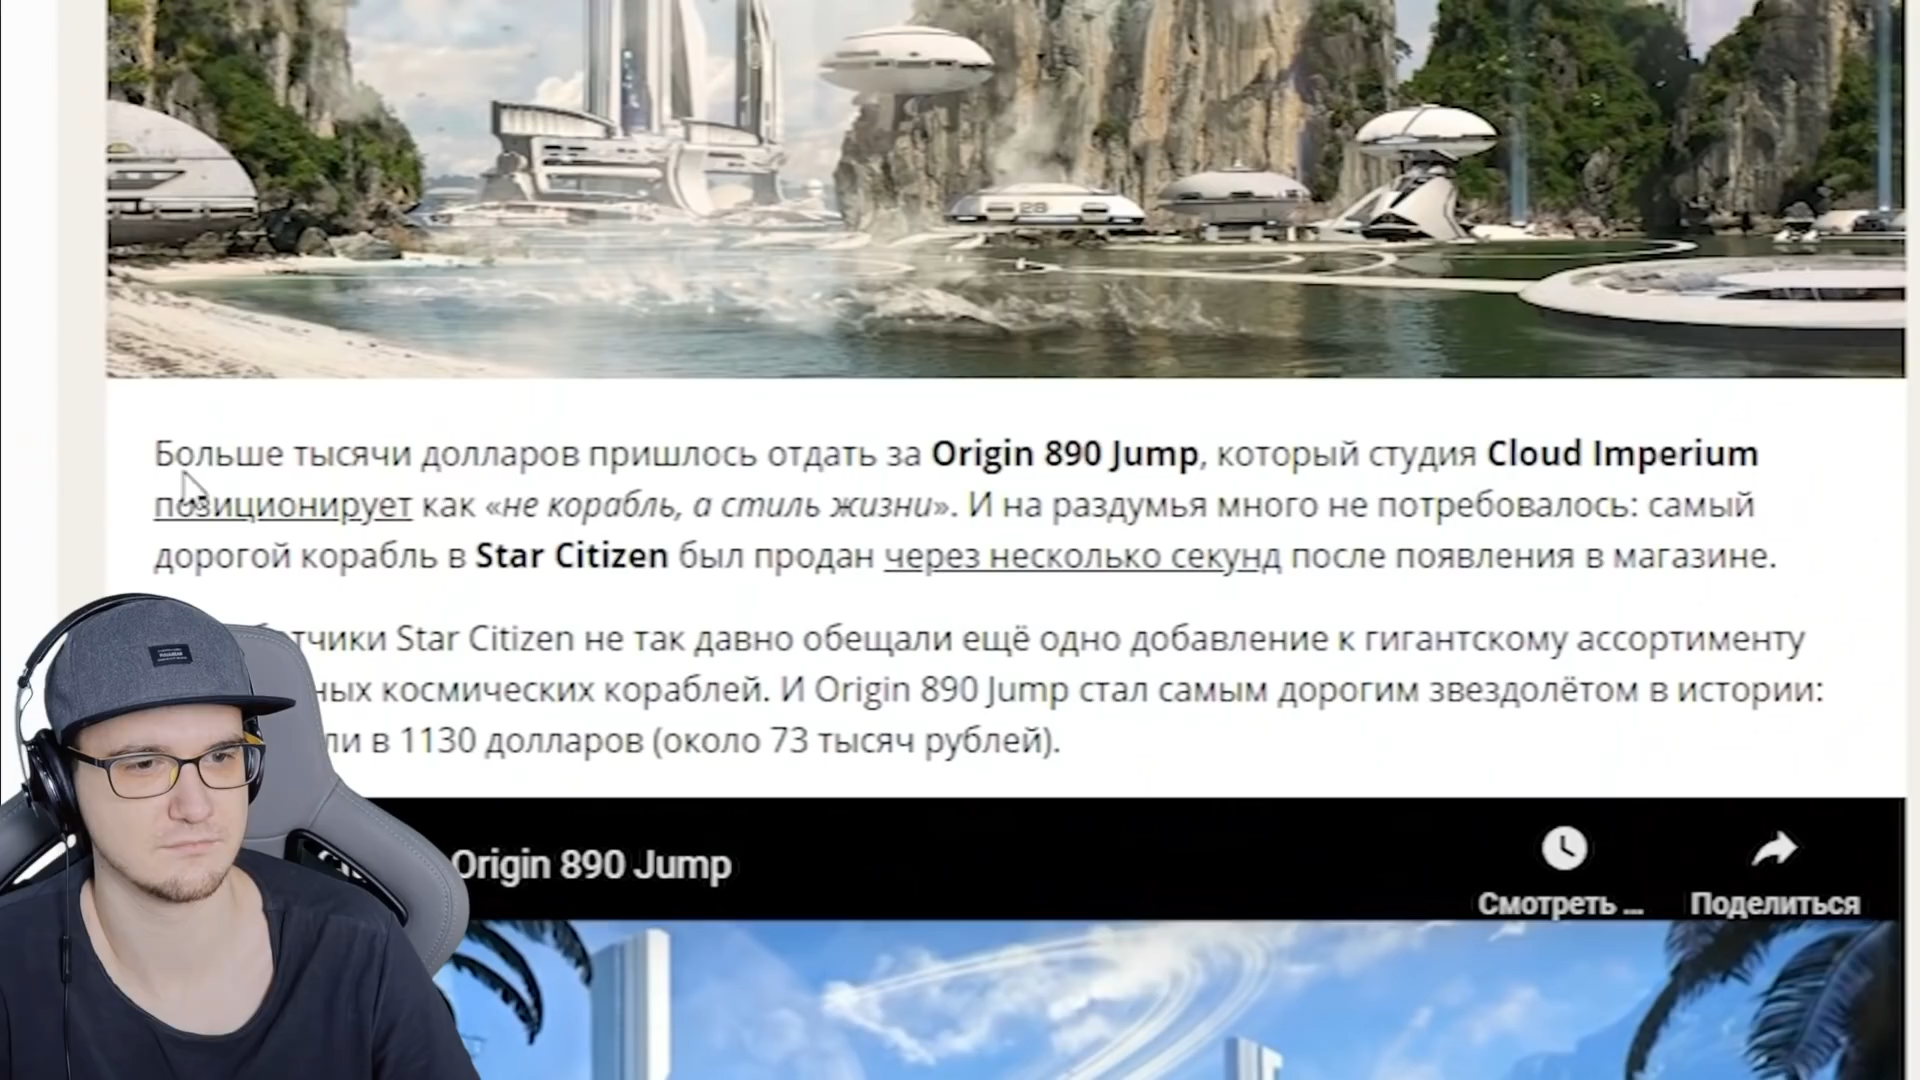 28
Больше тысячи долларов пришлось отдать за Origin 890 Jump, который студия Cloud Imperium
позиционирует как «не корабль, а стиль жизни». И на раздумья много не потребовалось: самый
дорогой корабль в Star Citizen был продан через несколько секунд после появления в магазине.
тчики Star Citizen не так давно обещали ещё одно добавление к гигантскому ассортименту
ных космических кораблей. И Origin 890 Jump стал самым дорогим звездолётом в истории:
ли в 1130 долларов (около 73 тысяч рублей).
Origin 890 Jump
Смотреть ...
Поделиться